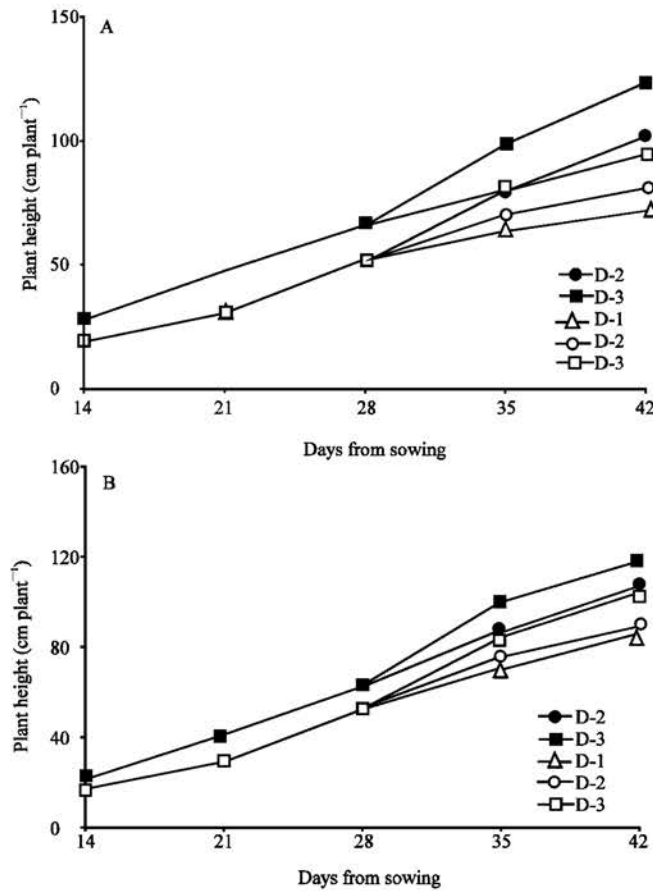 150
A
100
50
0
Plant height (cm plant⁻¹)
D-2
D-3
D-1
D-2
D-3
14 21 28 35 42
Days from sowing
160
B
120
80
40
0
Plant height (cm plant⁻¹)
D-2
D-3
D-1
D-2
D-3
14 21 28 35 42
Days from sowing